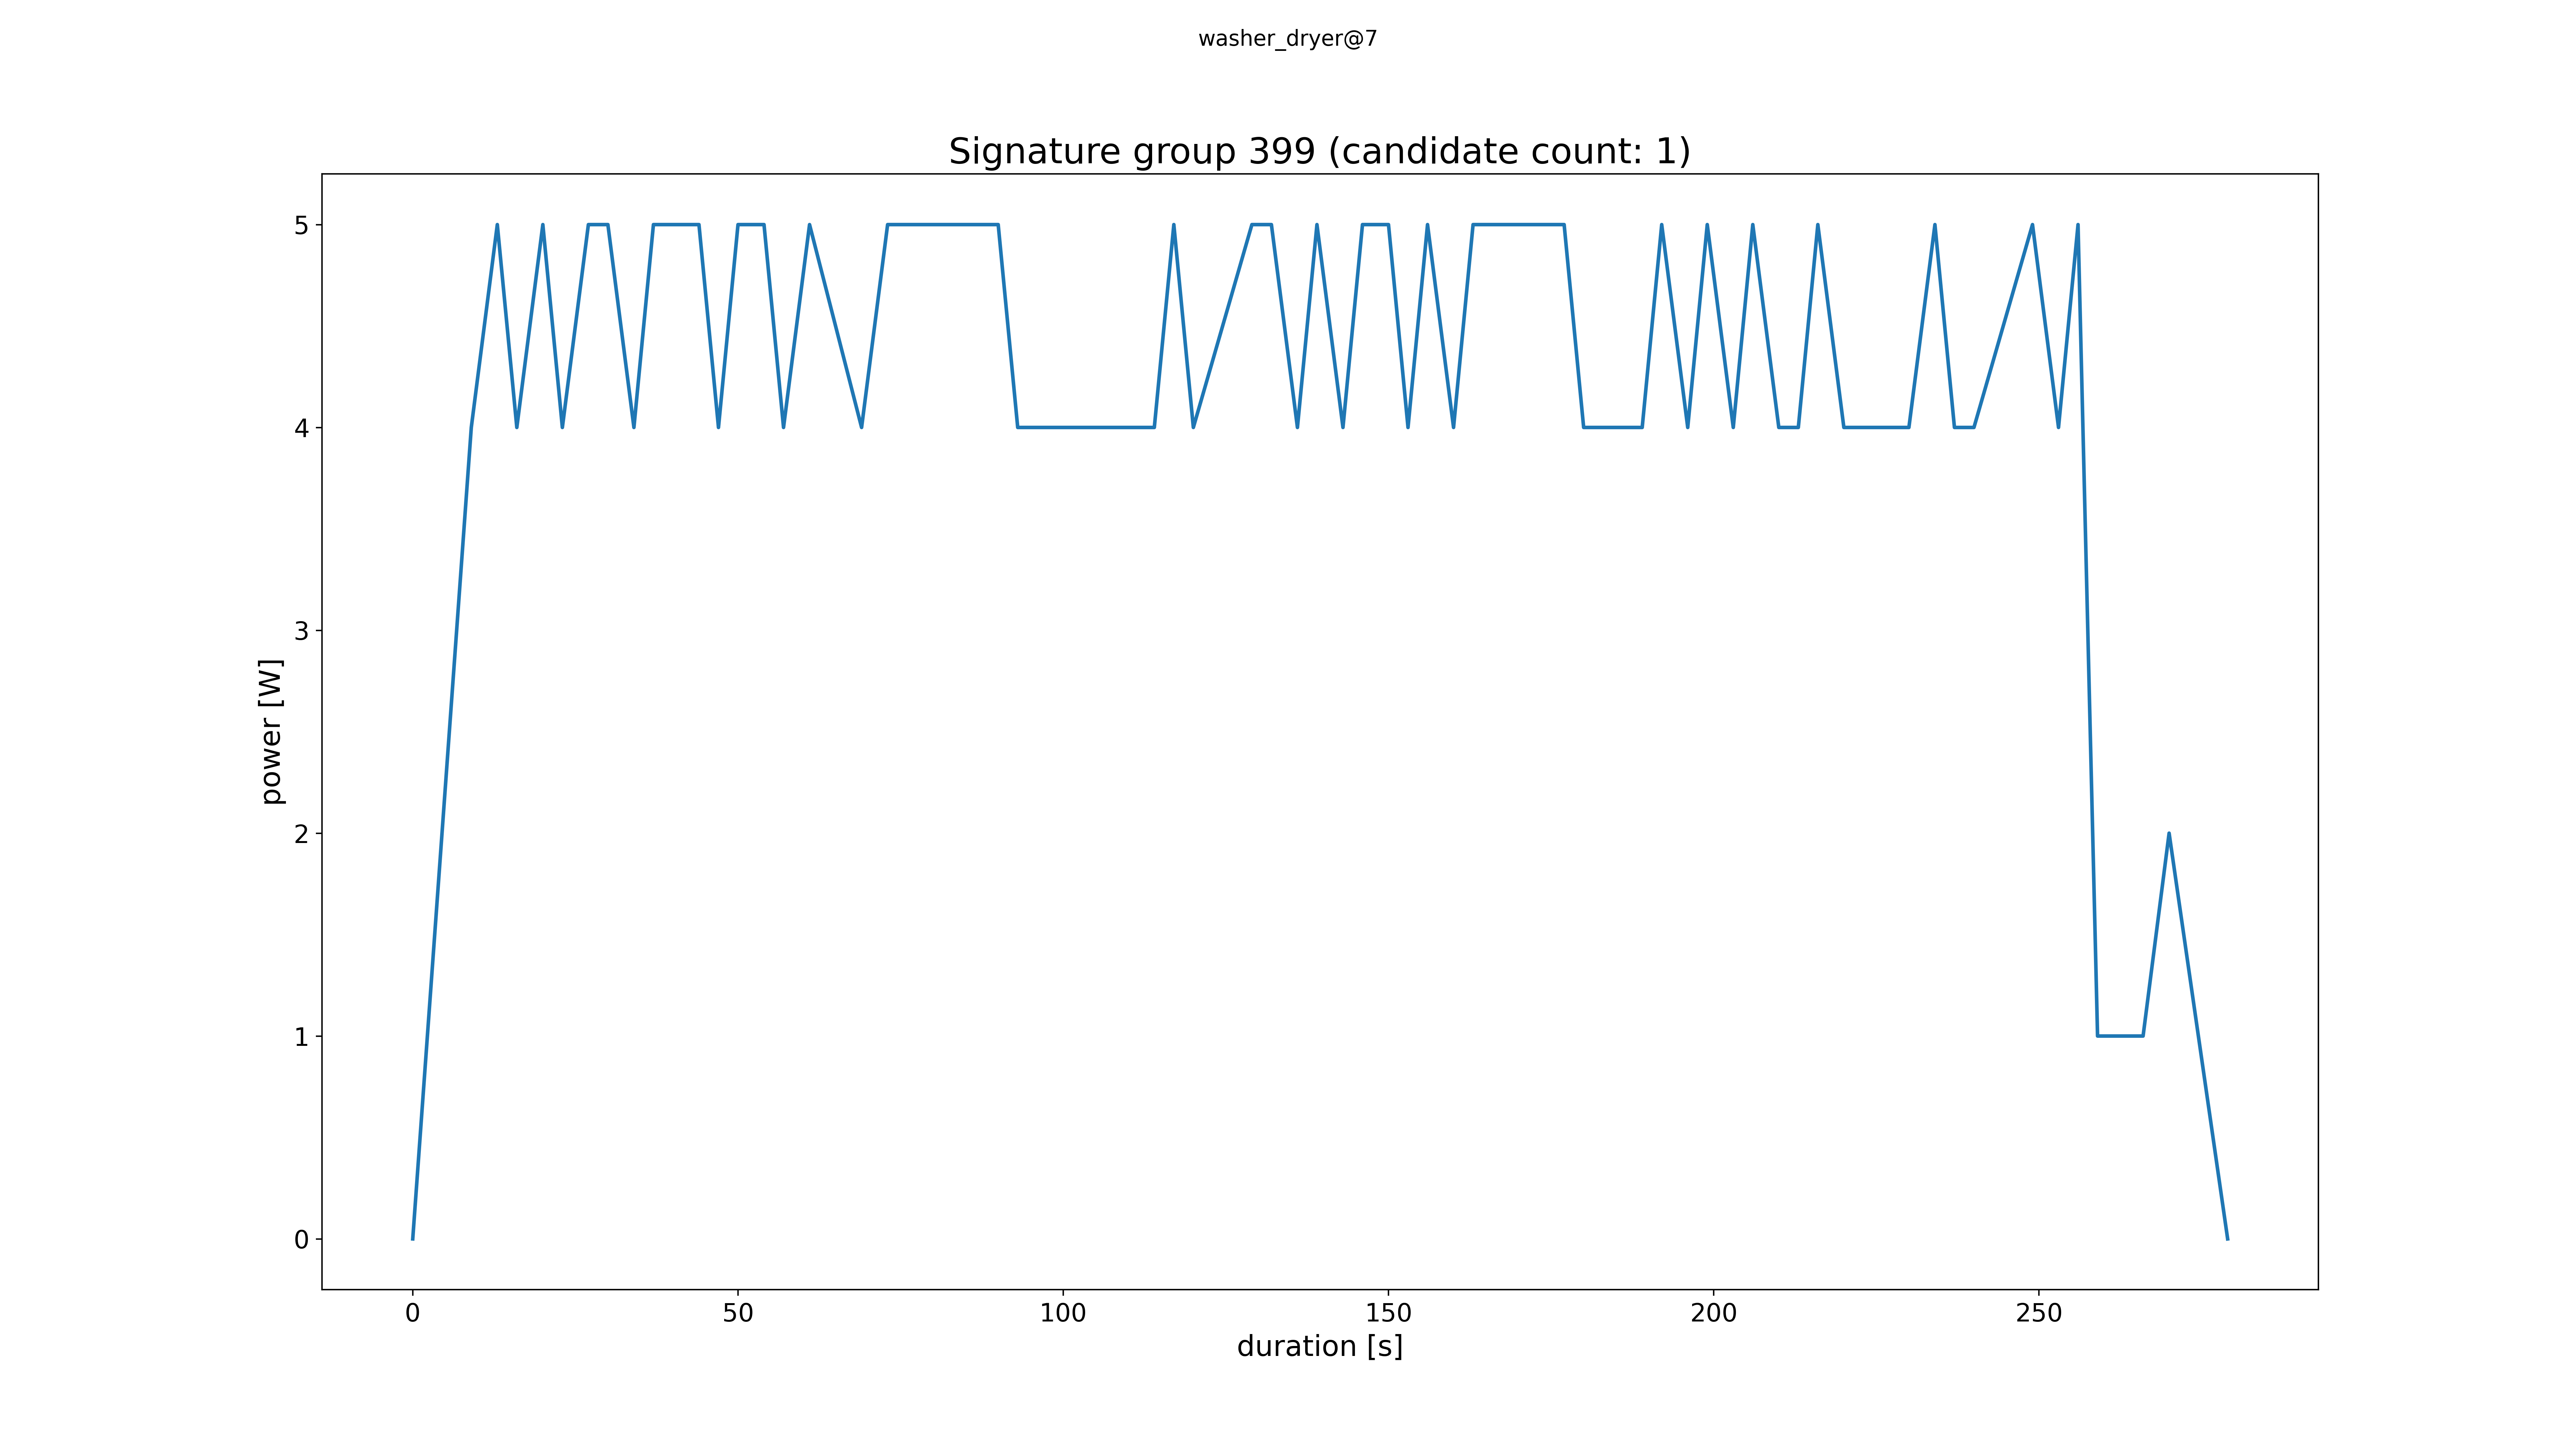 washer_dryer@7
Signature group 399 (candidate count: 1)
5
4
3
2
1
0
power [W]
0 50 100 150 200 250
duration [s]